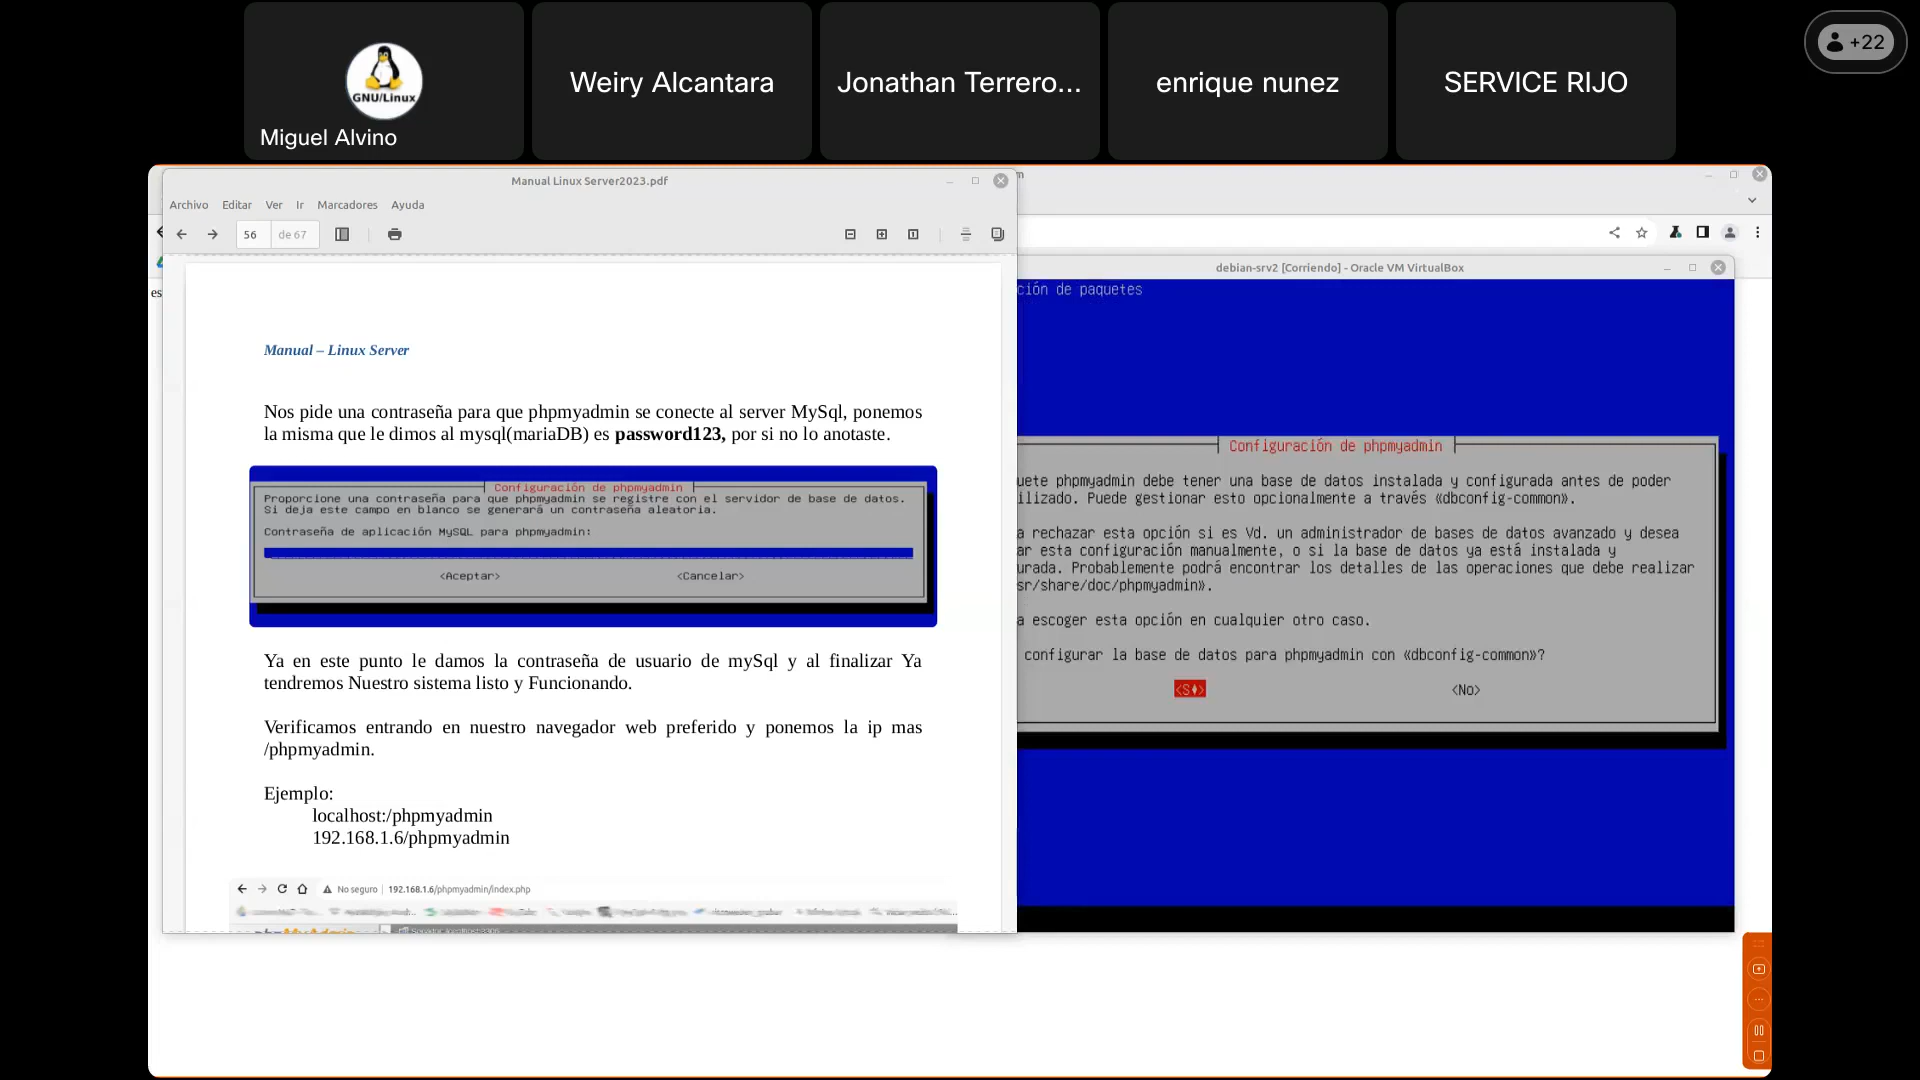 GNU/Linux
Miguel Alvino
Weiry Alcantara
Jonathan Terrero...
enrique nunez
SERVICE RIJO
+22
Manual Linux Server2023.pdf
Archivo Editar Ver Ir Marcadores Ayuda
56 de 67
es
Manual – Linux Server
Nos pide una contraseña para que phpmyadmin se conecte al server MySql, ponemos
la misma que le dimos al mysql(mariaDB) es password123, por si no lo anotaste.
Configuración de phpmyadmin
Proporcione una contraseña para que phpmyadmin se registre con el servidor de base de datos.
Si deja este campo en blanco se generará un contraseña aleatoria.
Contraseña de aplicación MySQL para phpmyadmin:
<Aceptar> <Cancelar>
Ya en este punto le damos la contraseña de usuario de mySql y al finalizar Ya
tendremos Nuestro sistema listo y Funcionando.
Verificamos entrando en nuestro navegador web preferido y ponemos la ip mas
/phpmyadmin.
Ejemplo:
localhost:/phpmyadmin
192.168.1.6/phpmyadmin
No seguro 192.168.1.6/phpmyadmin/index.php
debian-srv2 [Corriendo] - Oracle VM VirtualBox
ción de paquetes
Configuración de phpmyadmin
uete phpmyadmin debe tener una base de datos instalada y configurada antes de poder
ilizado. Puede gestionar esto opcionalmente a través «dbconfig-common».
a rechazar esta opción si es Vd. un administrador de bases de datos avanzado y desea
ar esta configuración manualmente, o si la base de datos ya está instalada y
urada. Probablemente podrá encontrar los detalles de las operaciones que debe realizar
sr/share/doc/phpmyadmin».
a escoger esta opción en cualquier otro caso.
configurar la base de datos para phpmyadmin con «dbconfig-common»?
<S♦> <No>